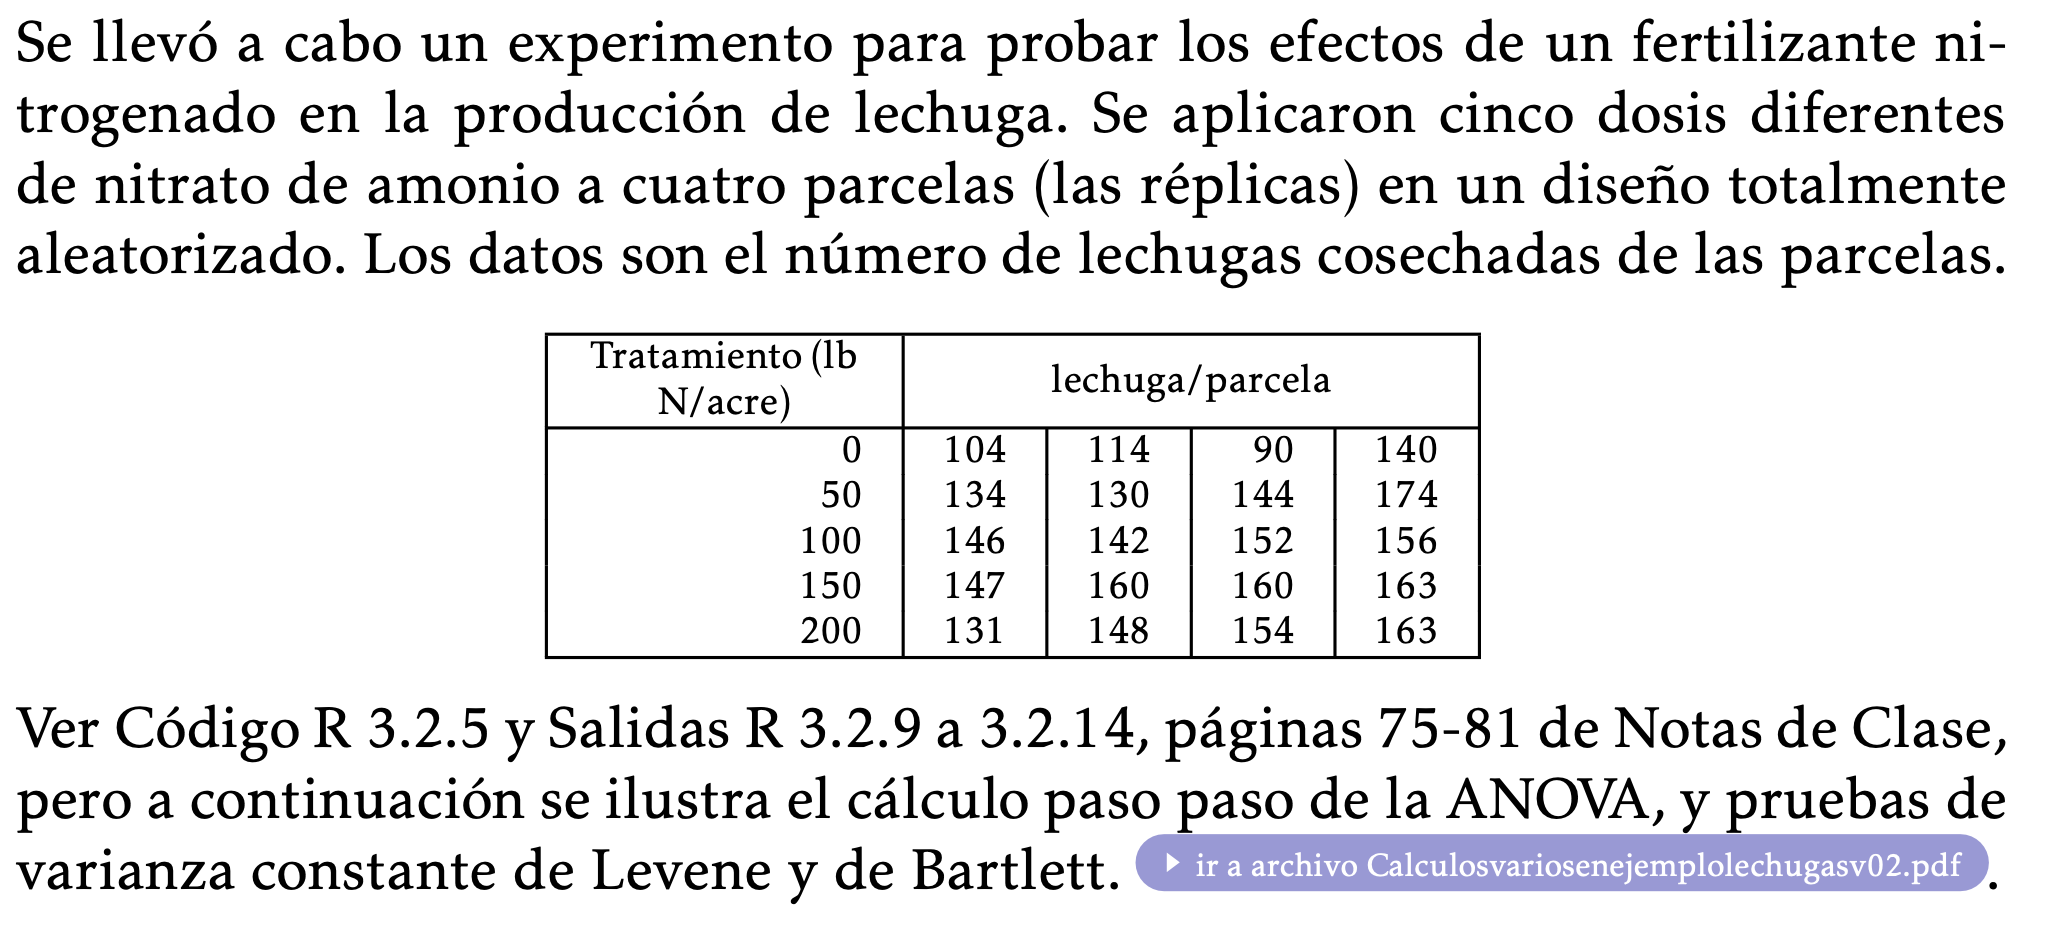 Se llevó a cabo un experimento para probar los efectos de un fertilizante ni-
trogenado en la producción de lechuga. Se aplicaron cinco dosis diferentes
de nitrato de amonio a cuatro parcelas (las réplicas) en un diseño totalmente
aleatorizado. Los datos son el número de lechugas cosechadas de las parcelas.
Tratamiento (lb
N/acre)
lechuga/parcela
0 104 114 90 140
50 134 130 144 174
100 146 142 152 156
150 147 160 160 163
200 131 148 154 163
Ver Código R 3.2.5 y Salidas R 3.2.9 a 3.2.14, páginas 75-81 de Notas de Clase,
pero a continuación se ilustra el cálculo paso paso de la ANOVA, y pruebas de
varianza constante de Levene y de Bartlett. ir a archivo Calculosvariosenejemplolechugasv02.pdf .